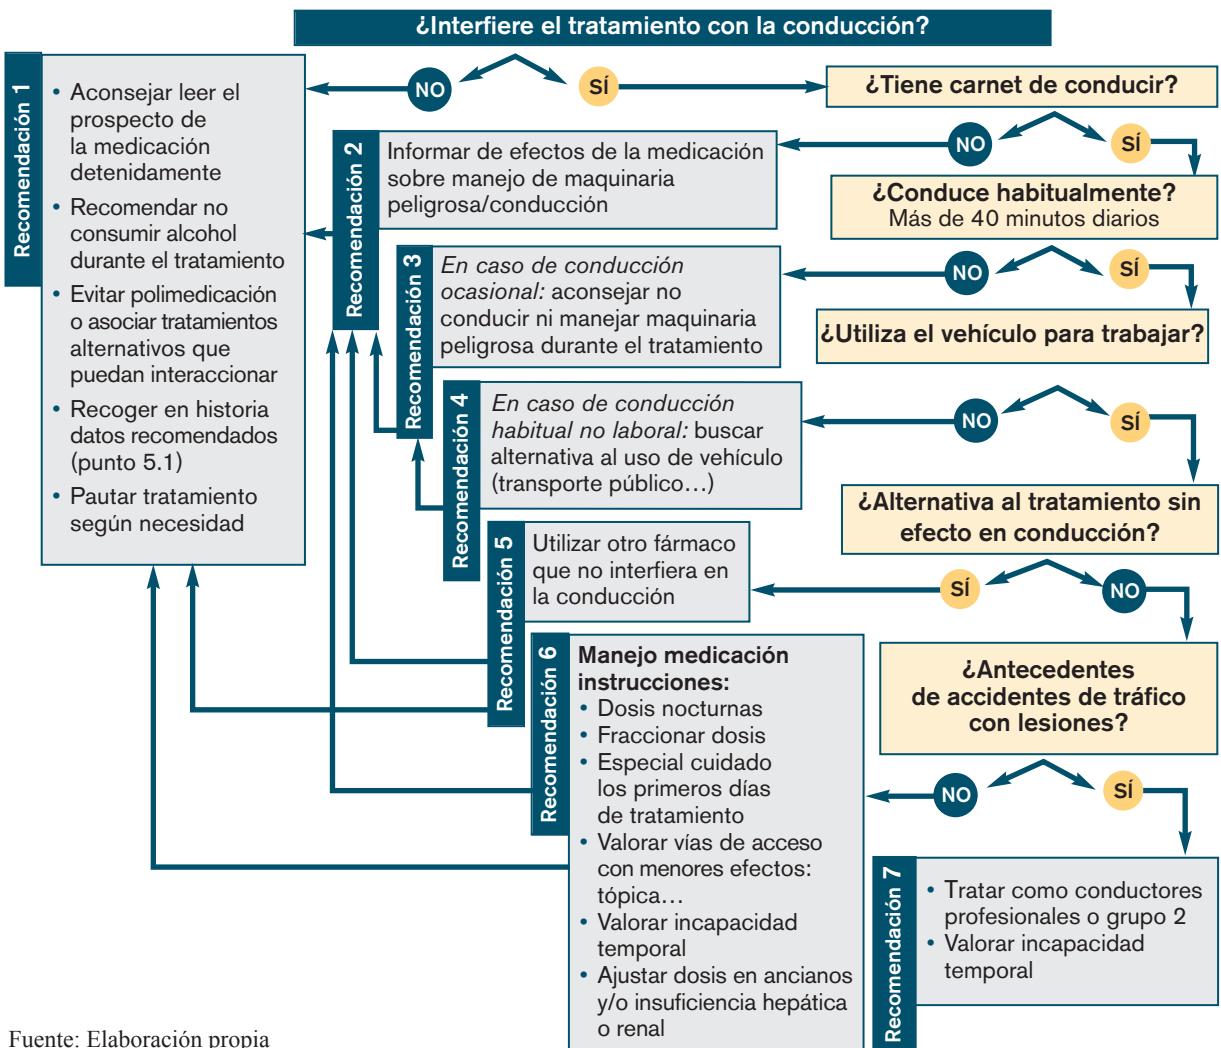 ¿Interfiere el tratamiento con la conducción?
NO
SÍ
¿Tiene carnet de conducir?
Recomendación 1
• Aconsejar leer el
prospecto de
la medicación
detenidamente
• Recomendar no
consumir alcohol
durante el tratamiento
• Evitar polimedicación
o asociar tratamientos
alternativos que
puedan interaccionar
• Recoger en historia
datos recomendados
(punto 5.1)
• Pautar tratamiento
según necesidad
NO
SÍ
Recomendación 2
Informar de efectos de la medicación
sobre manejo de maquinaria
peligrosa/conducción
¿Conduce habitualmente?
Más de 40 minutos diarios
NO
SÍ
Recomendación 3
En caso de conducción
ocasional: aconsejar no
conducir ni manejar maquinaria
peligrosa durante el tratamiento
¿Utiliza el vehículo para trabajar?
NO
SÍ
Recomendación 4
En caso de conducción
habitual no laboral: buscar
alternativa al uso de vehículo
(transporte público…)
¿Alternativa al tratamiento sin
efecto en conducción?
SÍ
NO
Recomendación 5
Utilizar otro fármaco
que no interfiera en
la conducción
¿Antecedentes
de accidentes de tráfico
con lesiones?
NO
SÍ
Recomendación 6
Manejo medicación
instrucciones:
• Dosis nocturnas
• Fraccionar dosis
• Especial cuidado
los primeros días
de tratamiento
• Valorar vías de acceso
con menores efectos:
tópica…
• Valorar incapacidad
temporal
• Ajustar dosis en ancianos
y/o insuficiencia hepática
o renal
Recomendación 7
• Tratar como conductores
profesionales o grupo 2
• Valorar incapacidad
temporal
Fuente: Elaboración propia